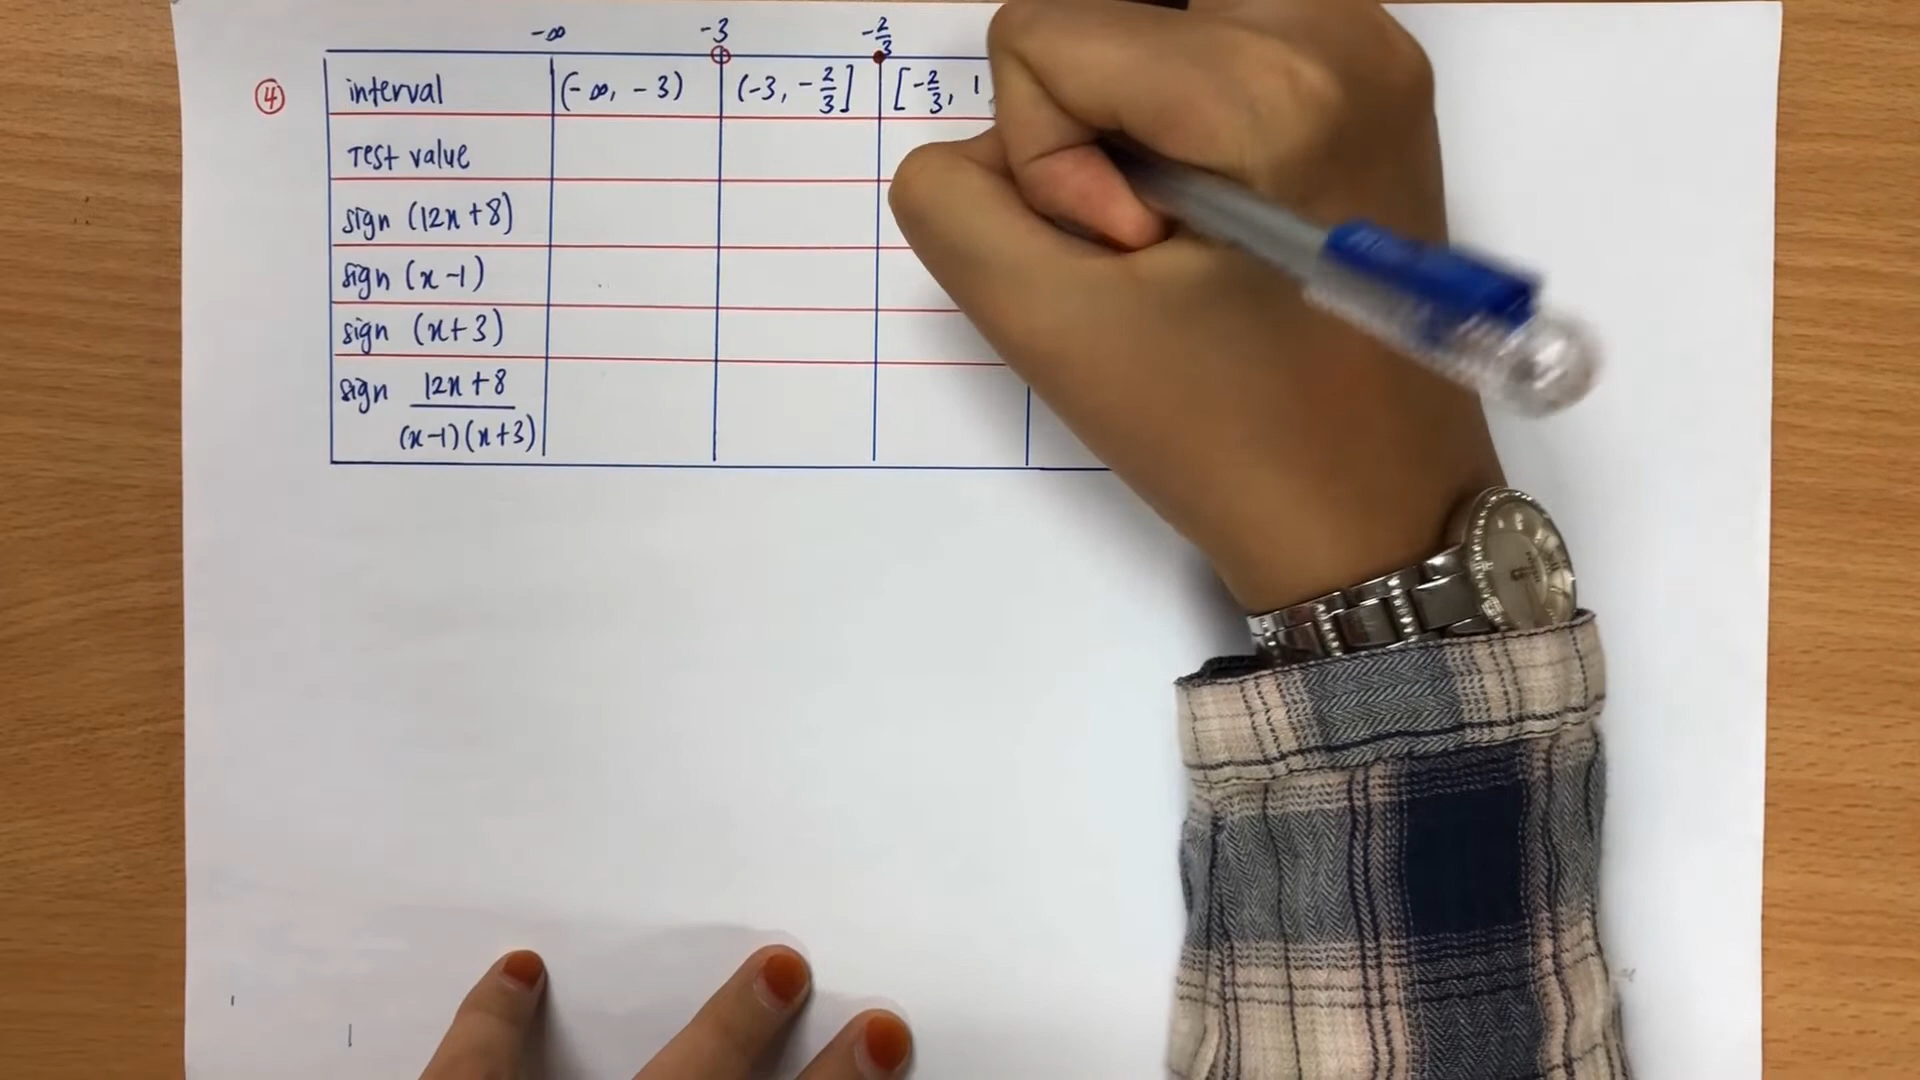 -∞ -3 -2/3
④ interval (-∞, -3) (-3, -2/3] [-2/3, 1
Test value
sign (12x+8)
sign (x-1)
sign (x+3)
sign 12x+8
(x-1)(x+3)